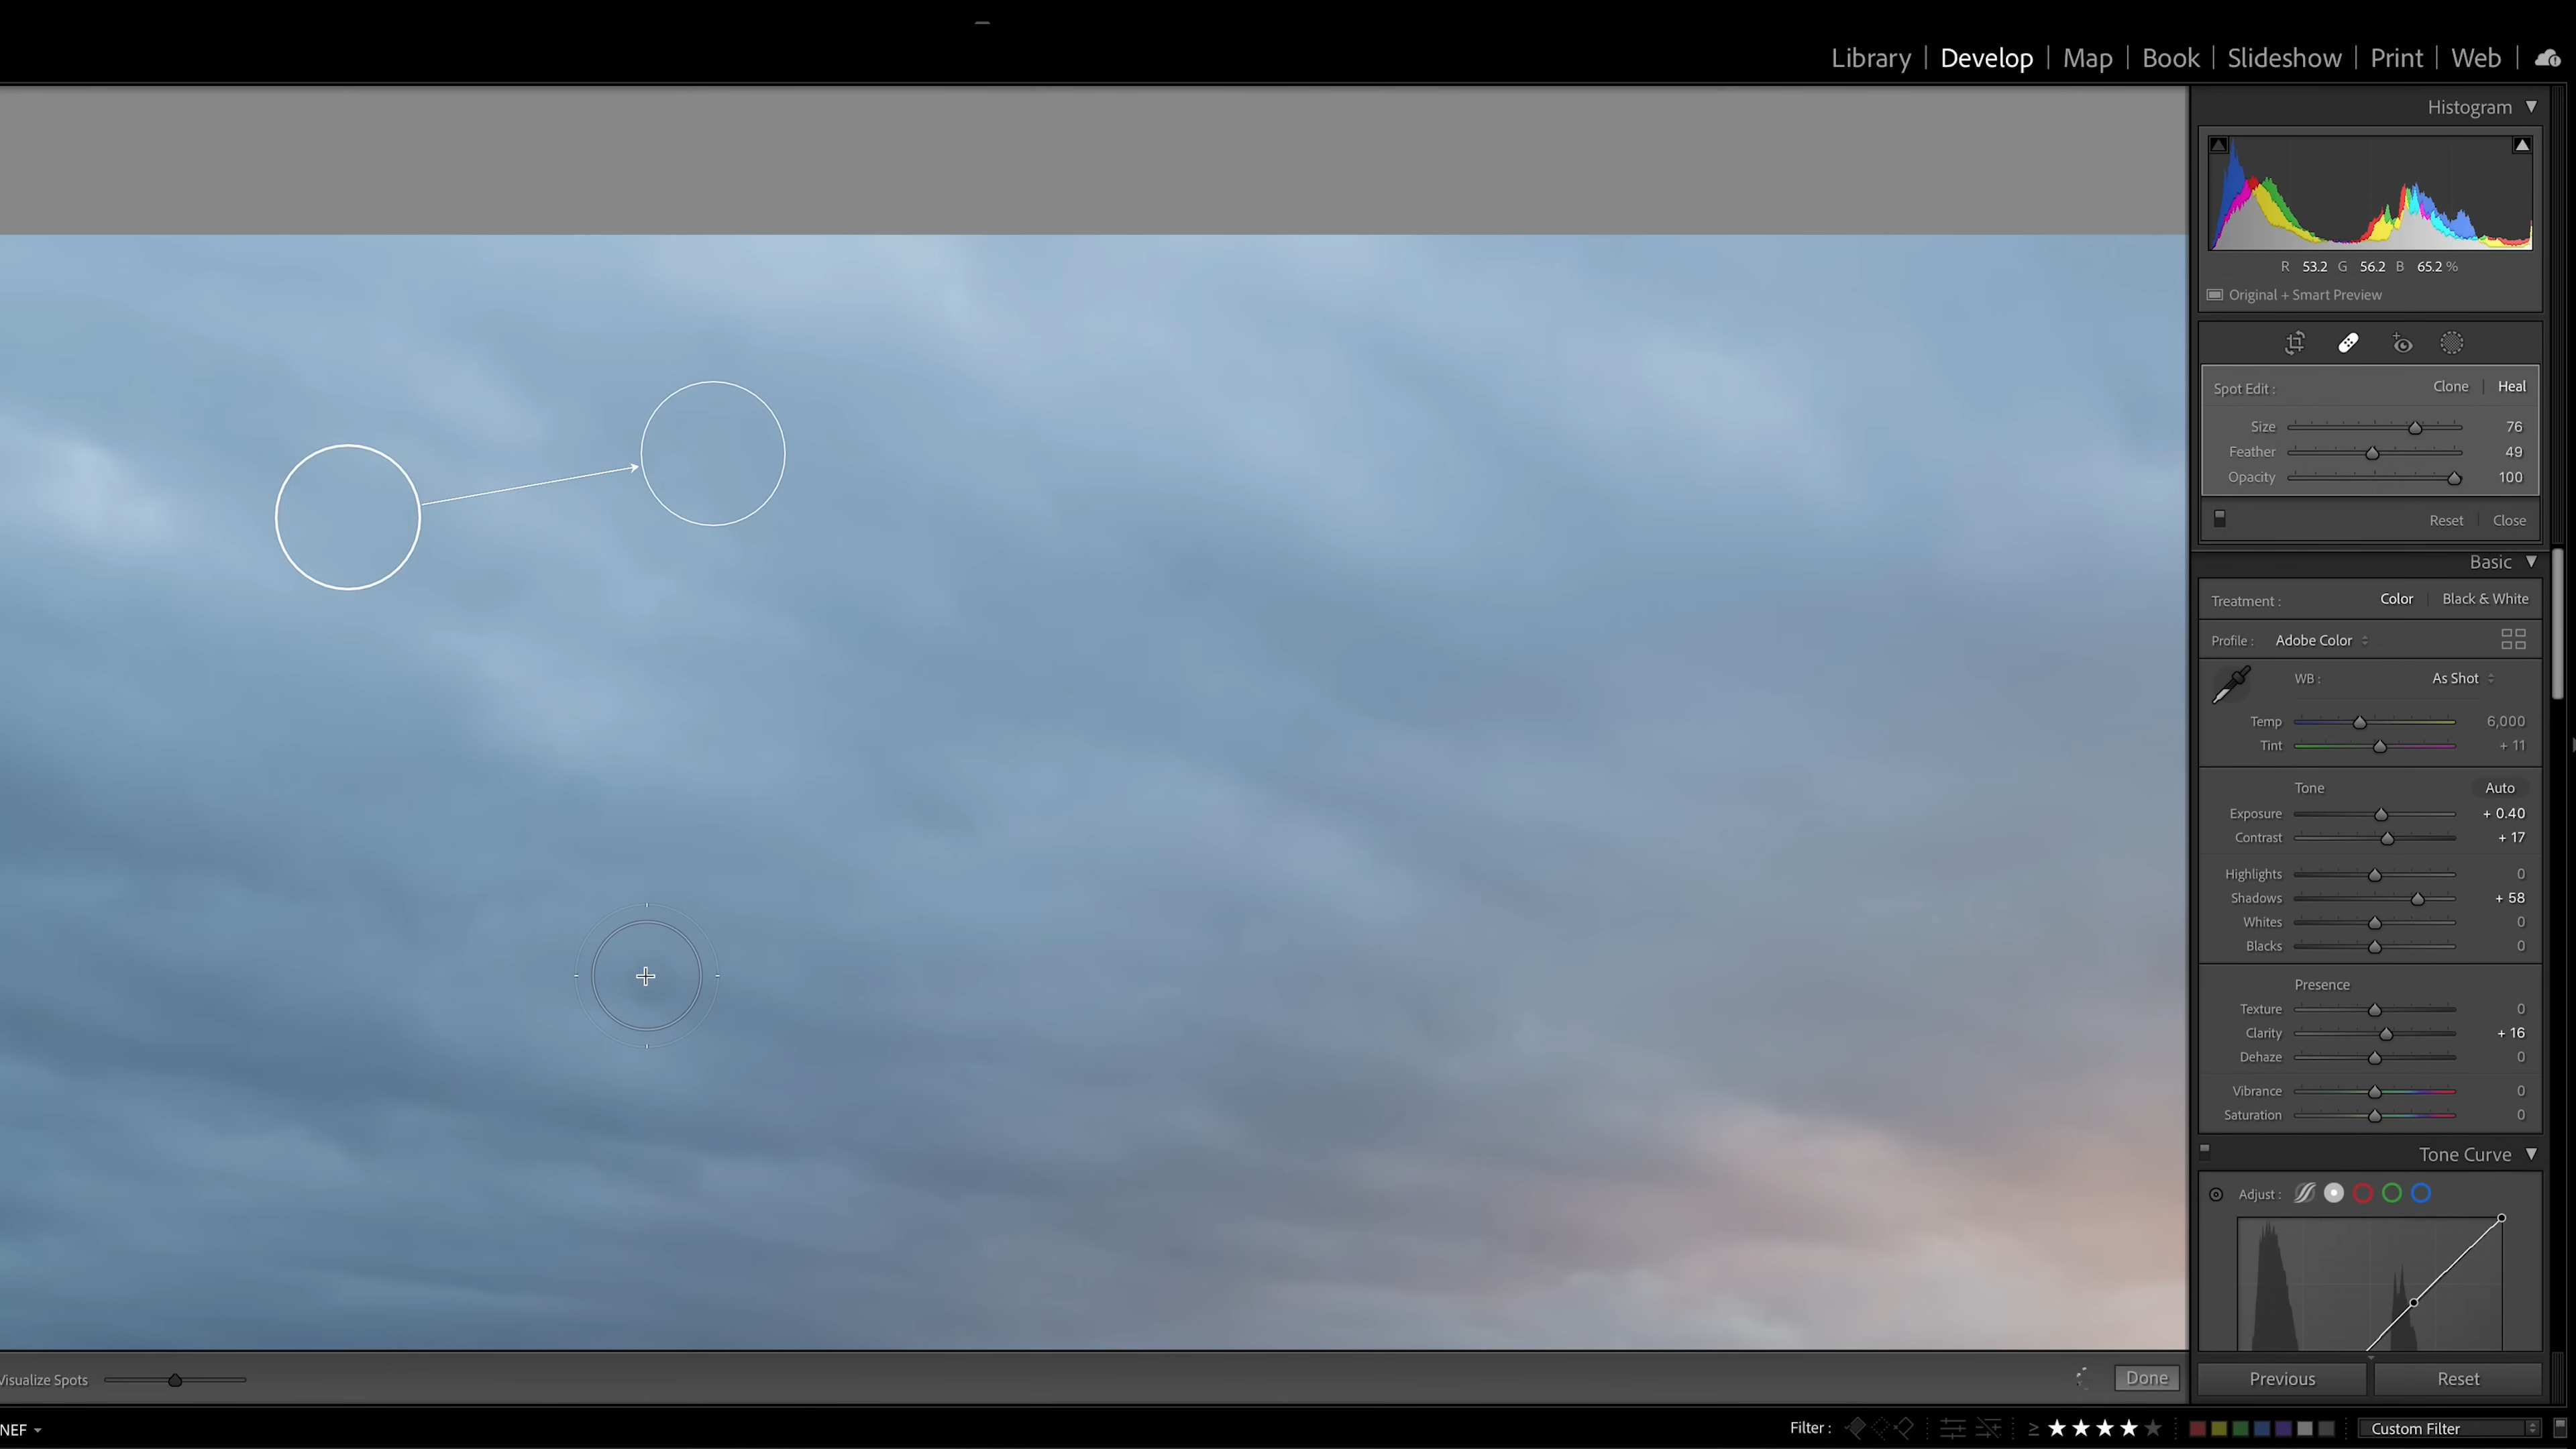 Library | Develop | Map | Book | Slideshow | Print | Web |
Histogram
R 53.2 G 56.2 B 65.2 %
Original + Smart Preview
Spot Edit : Clone | Heal
Size 76
Feather 49
Opacity 100
Reset | Close
Basic
Treatment : Color | Black & White
Profile : Adobe Color
WB : As Shot
Temp 6,000
Tint + 11
Tone Auto
Exposure + 0.40
Contrast + 17
Highlights 0
Shadows + 58
Whites 0
Blacks 0
Presence
Texture 0
Clarity + 16
Dehaze 0
Vibrance 0
Saturation 0
Tone Curve
Adjust :
Visualize Spots
Done
Previous
Reset
NEF
Filter :
≥ ★★★★★
Custom Filter